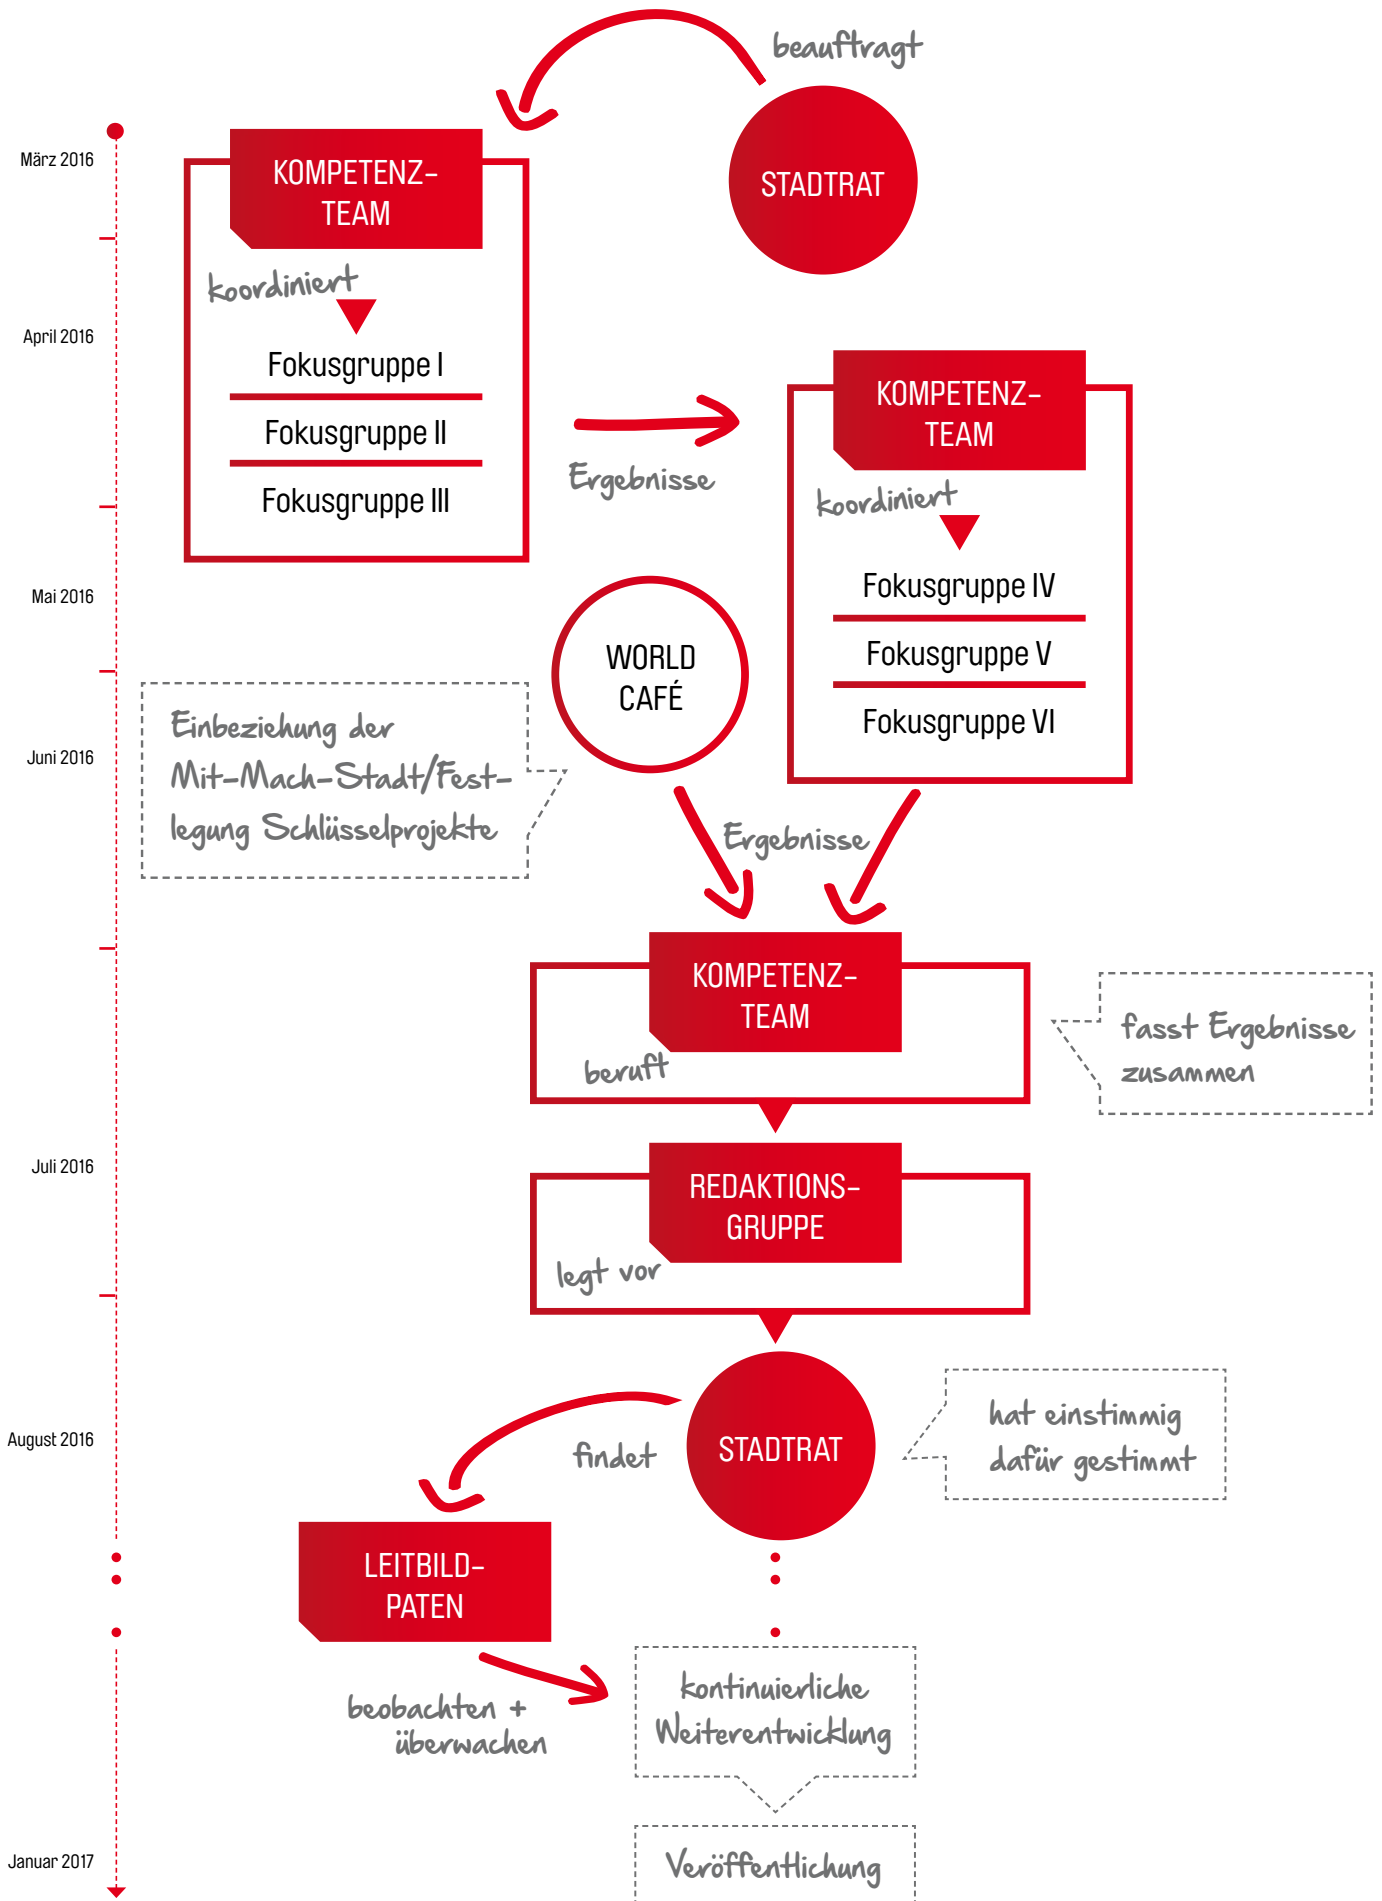 beauftragt
STADTRAT
März 2016
KOMPETENZ-
TEAM
koordiniert
April 2016
Fokusgruppe I
Fokusgruppe II
Fokusgruppe III
Ergebnisse
KOMPETENZ-
TEAM
koordiniert
Fokusgruppe IV
Fokusgruppe V
Fokusgruppe VI
Mai 2016
WORLD
CAFÉ
Einbeziehung der
Mit-Mach-Stadt/Fest-
legung Schlüsselprojekte
Juni 2016
Ergebnisse
KOMPETENZ-
TEAM
beruft
fasst Ergebnisse
zusammen
Juli 2016
REDAKTIONS-
GRUPPE
legt vor
August 2016
STADTRAT
hat einstimmig
dafür gestimmt
findet
LEITBILD-
PATEN
beobachten +
überwachen
kontinuierliche
Weiterentwicklung
Januar 2017
Veröffentlichung